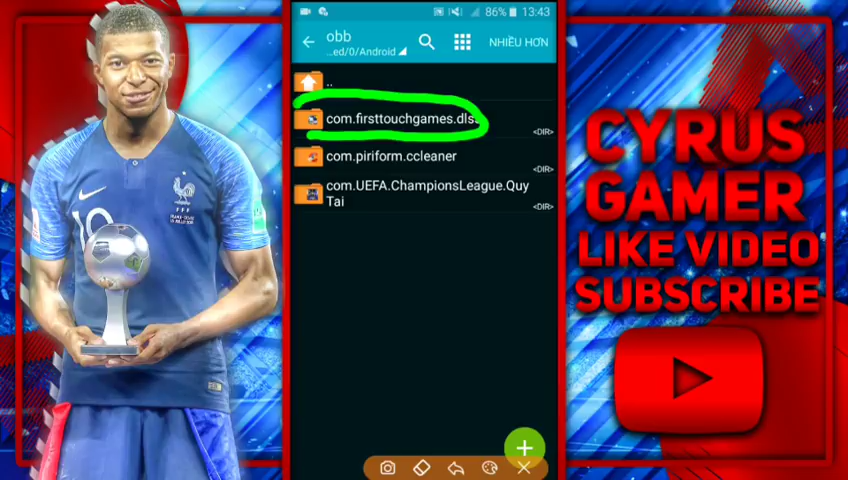 86% 13:43
obb
...ed/0/Android
NHIỀU HƠN
..
com.firsttouchgames.dls
<DIR>
com.piriform.ccleaner
<DIR>
com.UEFA.ChampionsLeague.Quy
Tai
<DIR>
CYRUS
GAMER
LIKE VIDEO
SUBSCRIBE
10